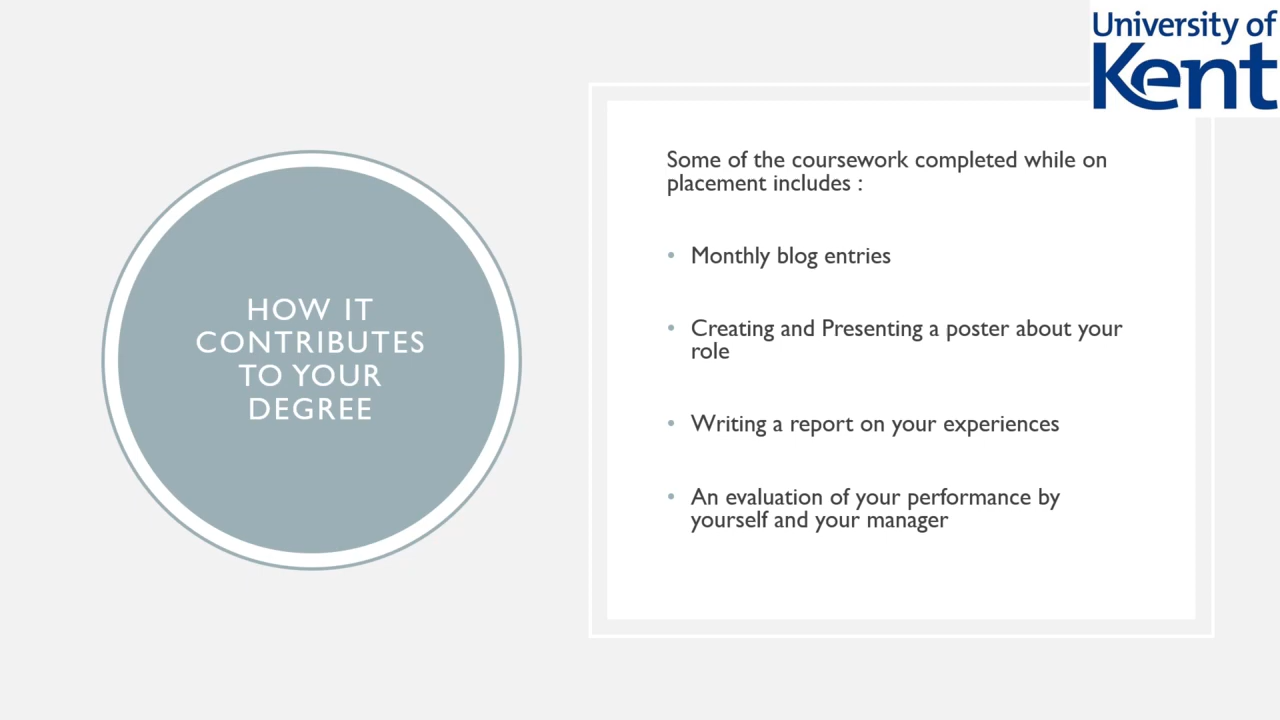 University of
Kent
HOW IT
CONTRIBUTES
TO YOUR
DEGREE
Some of the coursework completed while on
placement includes :
• Monthly blog entries
• Creating and Presenting a poster about your
role
• Writing a report on your experiences
• An evaluation of your performance by
yourself and your manager